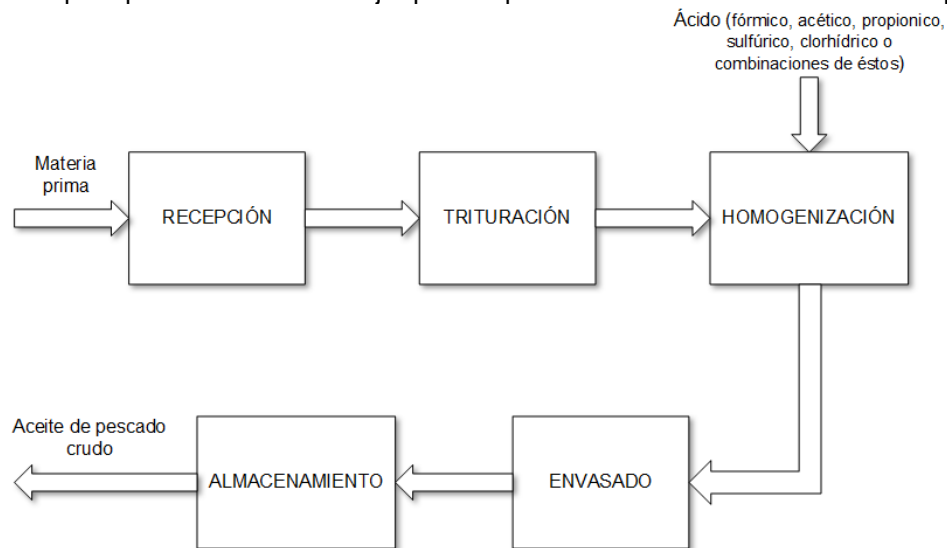 Ácido (fórmico, acético, propionico,
sulfúrico, clorhídrico o
combinaciones de éstos)
Materia
prima
RECEPCIÓN
TRITURACIÓN
HOMOGENIZACIÓN
Aceite de pescado
crudo
ALMACENAMIENTO
ENVASADO